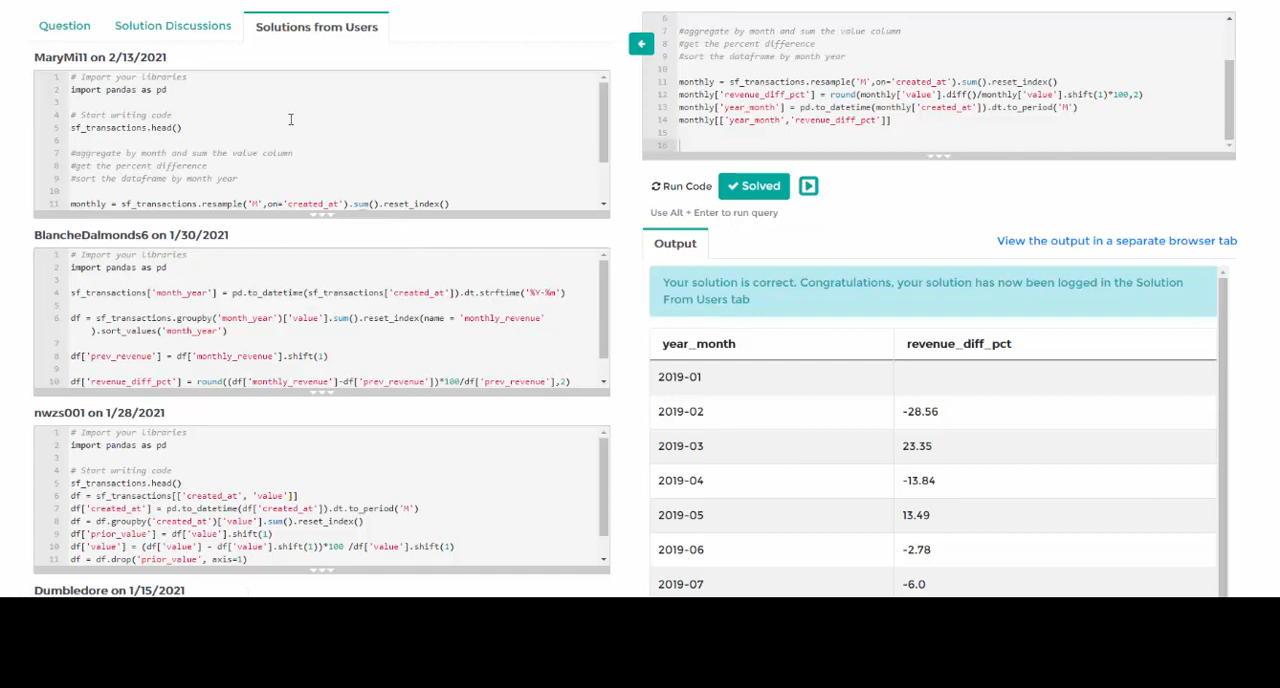 Question
Solution Discussions
Solutions from Users
MaryMi11 on 2/13/2021
1 # Import your libraries
2 import pandas as pd
3
4 # Start writing code
5 sf_transactions.head()
6
7 #aggregate by month and sum the value column
8 #get the percent difference
9 #sort the dataframe by month year
10
11 monthly = sf_transactions.resample('M',on='created_at').sum().reset_index()
BlancheDalmonds6 on 1/30/2021
1 # Import your libraries
2 import pandas as pd
3
4 sf_transactions['month_year'] = pd.to_datetime(sf_transactions['created_at']).dt.strftime('%Y-%m')
5
6 df = sf_transactions.groupby('month_year')['value'].sum().reset_index(name = 'monthly_revenue'
).sort_values('month_year')
7
8 df['prev_revenue'] = df['monthly_revenue'].shift(1)
9
10 df['revenue_diff_pct'] = round((df['monthly_revenue']-df['prev_revenue'])*100/df['prev_revenue'],2)
nwzs001 on 1/28/2021
1 # Import your libraries
2 import pandas as pd
3
4 # Start writing code
5 sf_transactions.head()
6 df = sf_transactions[['created_at', 'value']]
7 df['created_at'] = pd.to_datetime(df['created_at']).dt.to_period('M')
8 df = df.groupby('created_at')['value'].sum().reset_index()
9 df['prior_value'] = df['value'].shift(1)
10 df['value'] = (df['value'] - df['value'].shift(1))*100 /df['value'].shift(1)
11 df = df.drop('prior_value', axis=1)
Dumbledore on 1/15/2021
6
7 #aggregate by month and sum the value column
8 #get the percent difference
9 #sort the dataframe by month year
10
11 monthly = sf_transactions.resample('M',on='created_at').sum().reset_index()
12 monthly['revenue_diff_pct'] = round(monthly['value'].diff()/monthly['value'].shift(1)*100,2)
13 monthly['year_month'] = pd.to_datetime(monthly['created_at']).dt.to_period('M')
14 monthly[['year_month','revenue_diff_pct']]
15
16
Run Code
Solved
Use Alt + Enter to run query
Output
View the output in a separate browser tab
Your solution is correct. Congratulations, your solution has now been logged in the Solution
From Users tab
year_month revenue_diff_pct
2019-01
2019-02 -28.56
2019-03 23.35
2019-04 -13.84
2019-05 13.49
2019-06 -2.78
2019-07 -6.0